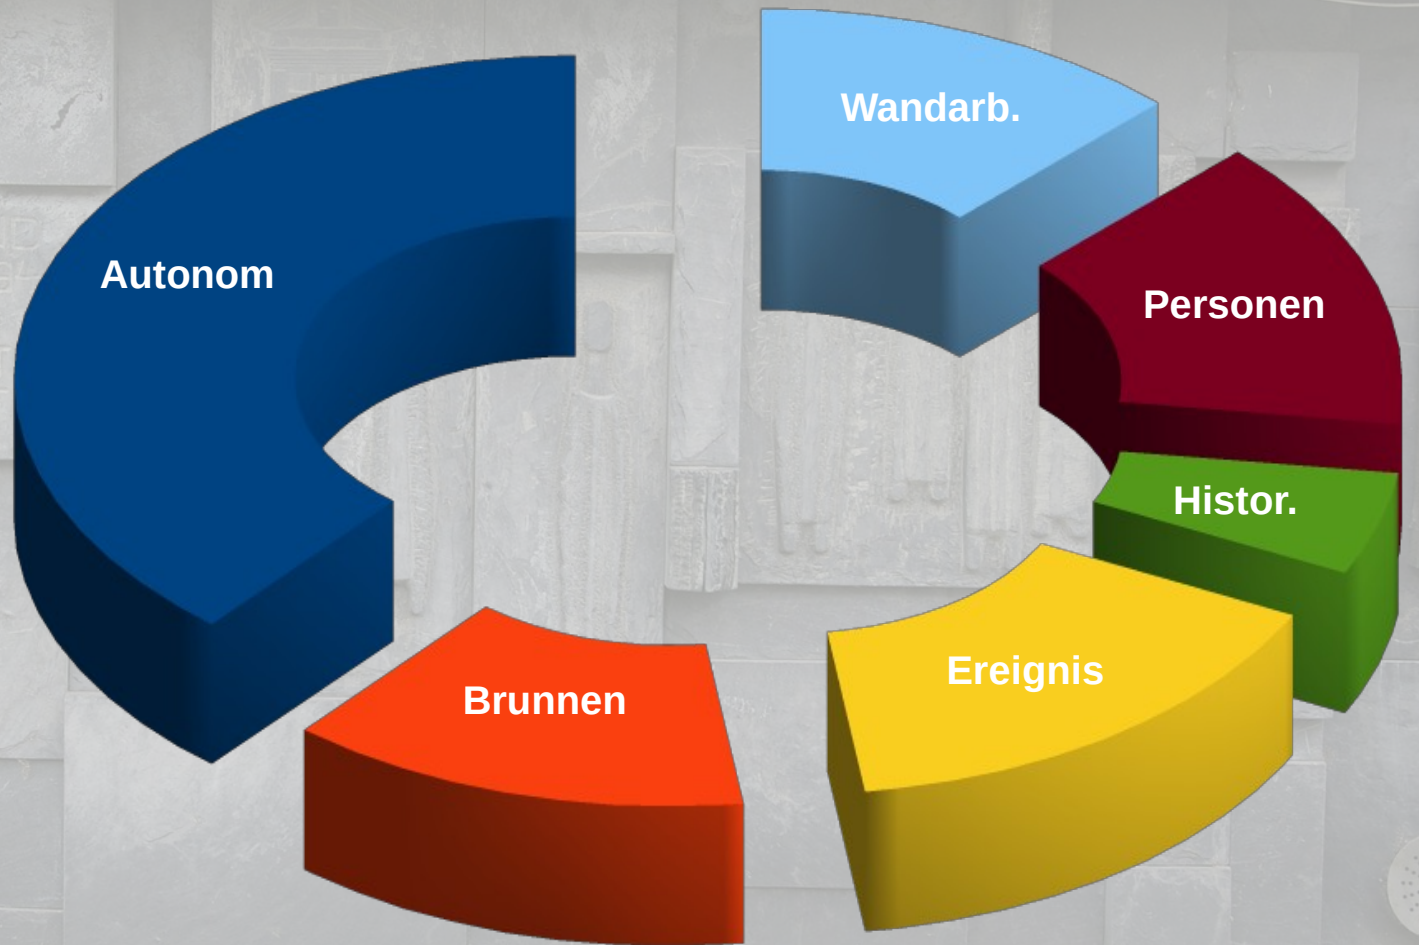 Wandarb.
Autonom
Personen
Histor.
Ereignis
Brunnen